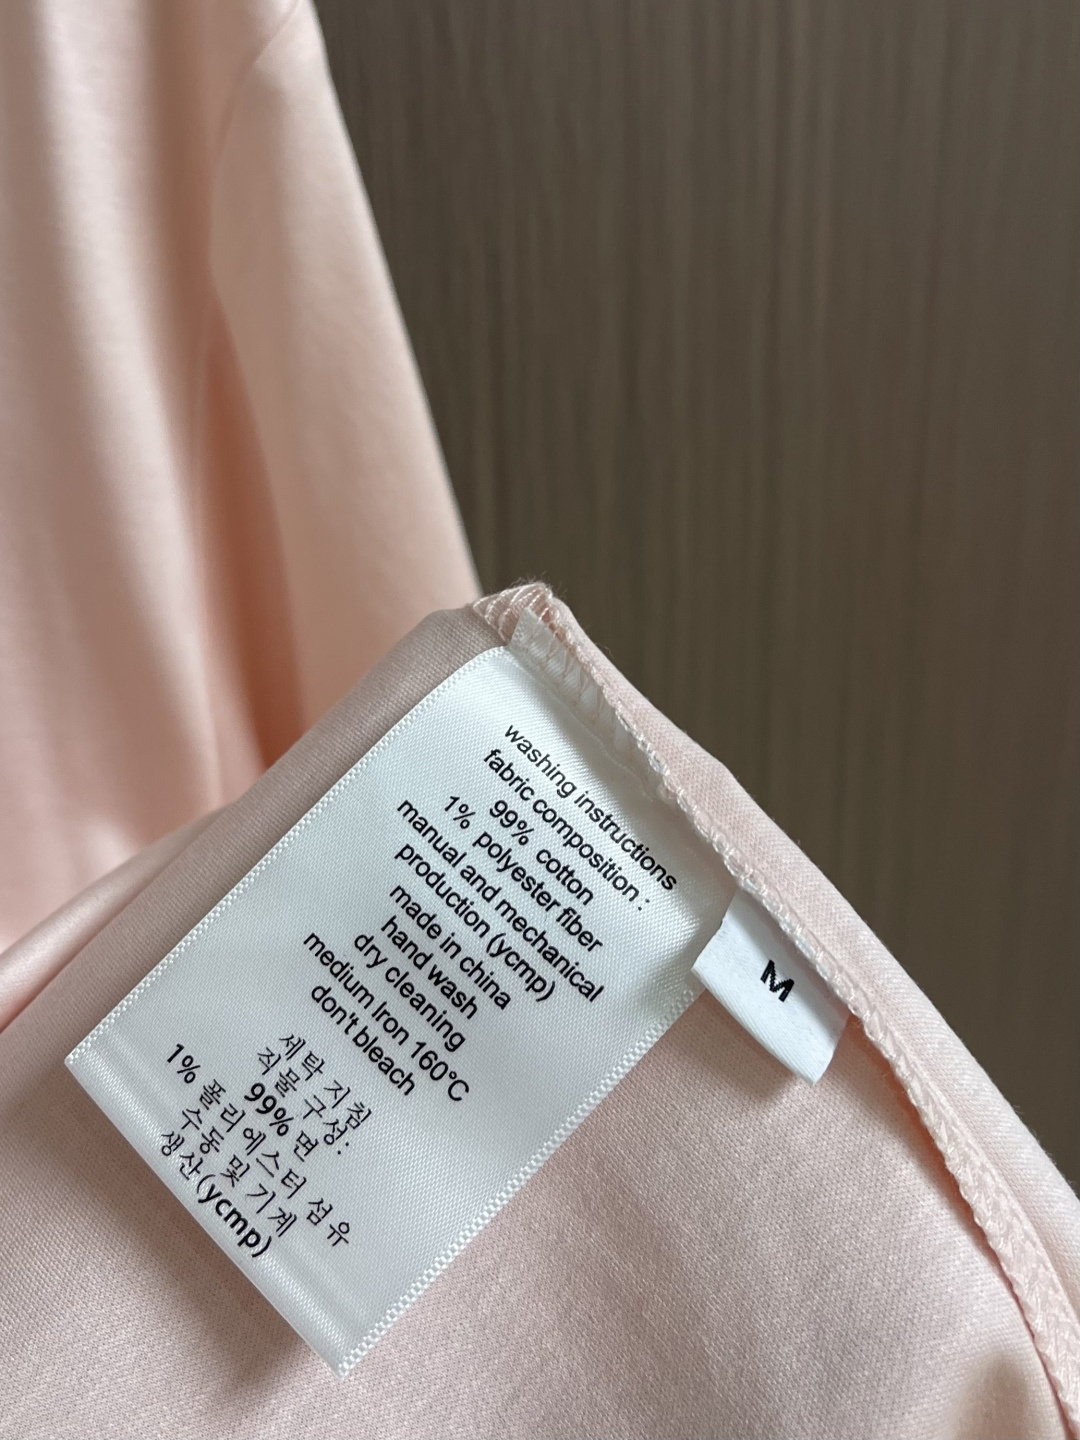 washing instructions
fabric composition :
99% cotton
1% polyester fiber
manual and mechanical
production (ycmp)
made in china
hand wash
dry cleaning
medium Iron 160°C
don't bleach
세탁 지침
직물 구성:
99% 면
1% 폴리에스터 섬유
수동 및 기계
생산(ycmp)
M